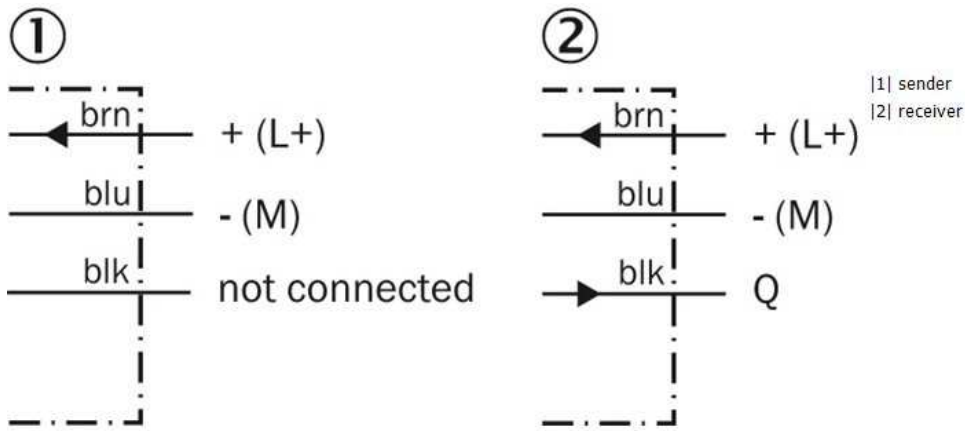 ①
②
|1| sender
|2| receiver
brn
+ (L+)
blu
- (M)
blk
not connected
brn
+ (L+)
blu
- (M)
blk
Q